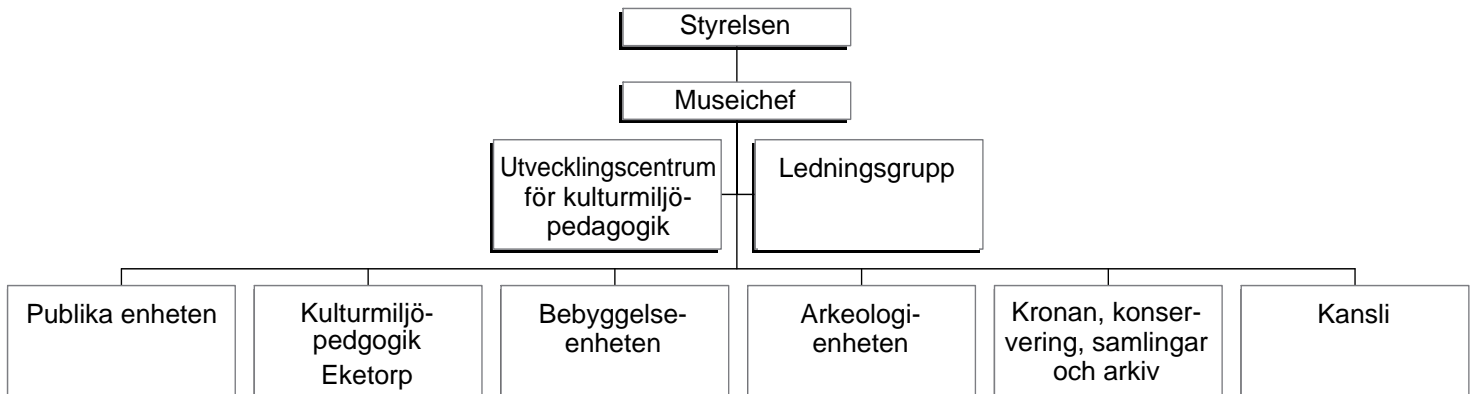 Styrelsen
Museichef
Utvecklingscentrum
för kulturmiljö-
pedagogik
Ledningsgrupp
Publika enheten
Kulturmiljö-
pedgogik
Eketorp
Bebyggelse-
enheten
Arkeologi-
enheten
Kronan, konser-
vering, samlingar
och arkiv
Kansli